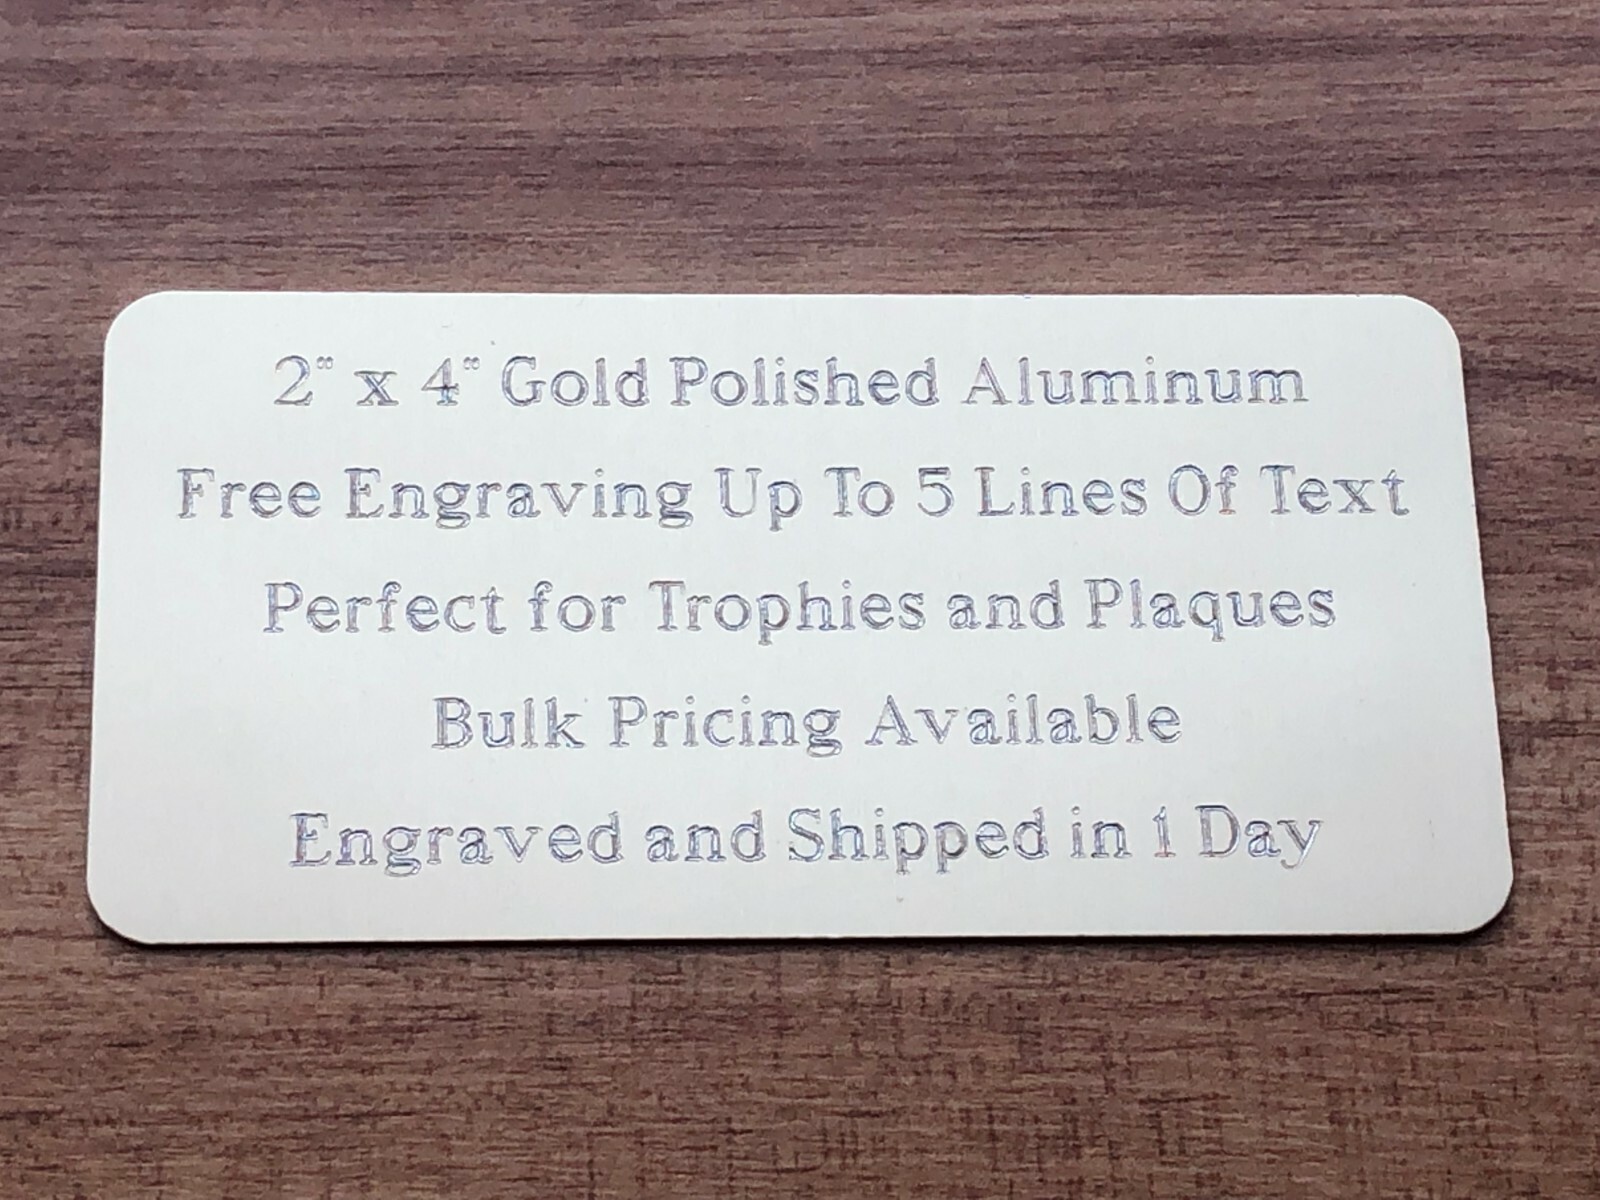 2" x 4" Gold Polished Aluminum
Free Engraving Up To 5 Lines Of Text
Perfect for Trophies and Plaques
Bulk Pricing Available
Engraved and Shipped in 1 Day